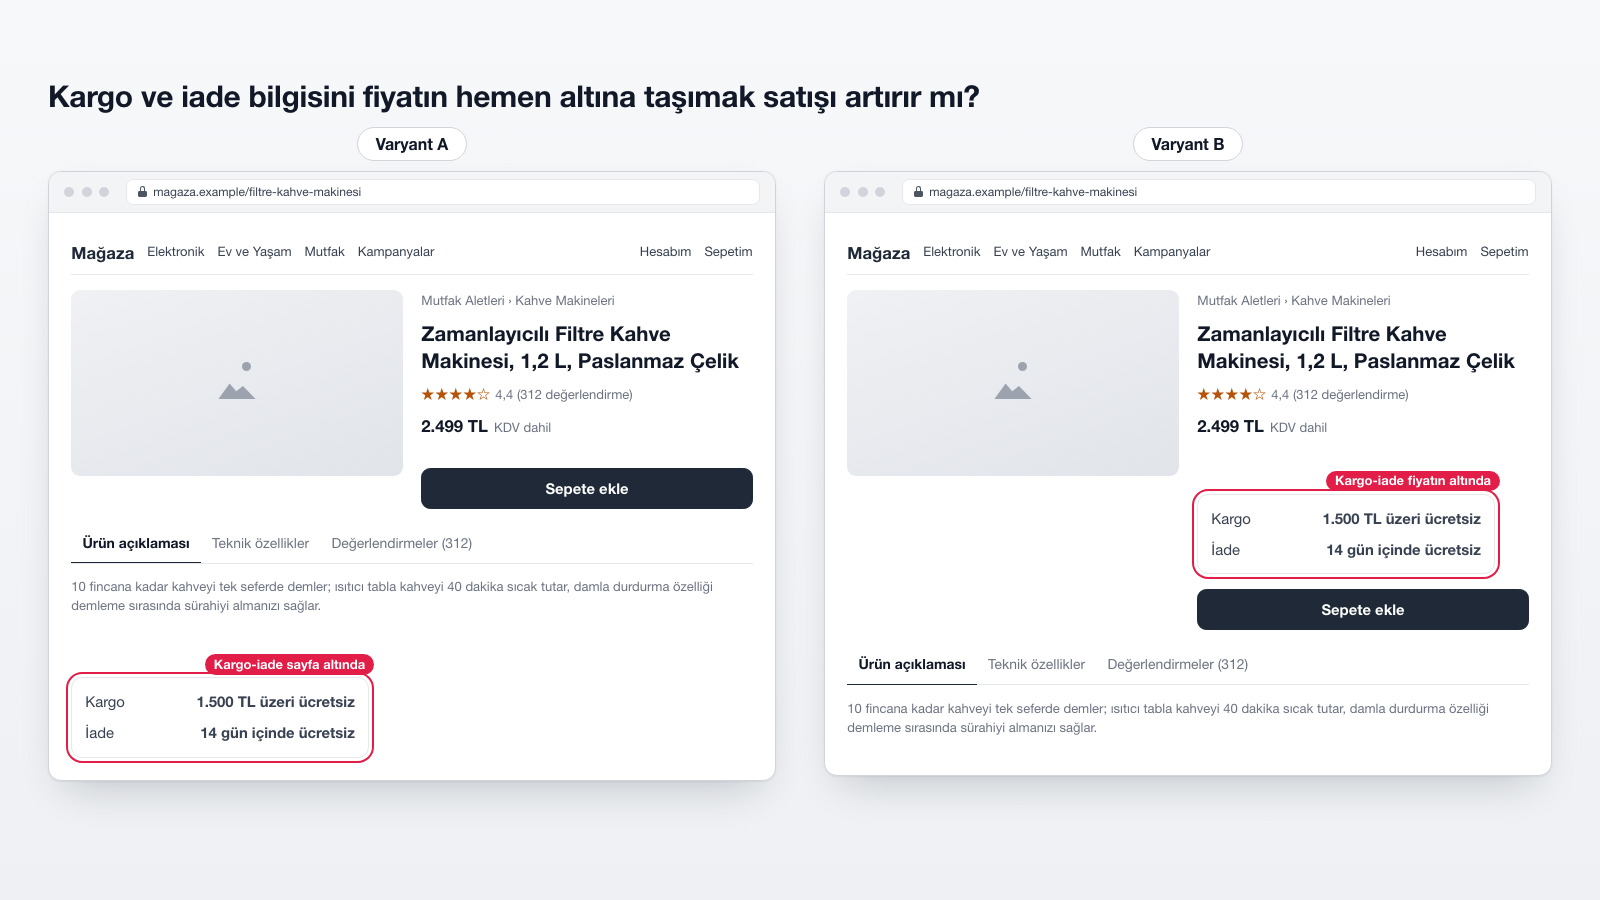 Kargo ve iade bilgisini fiyatın hemen altına taşımak satışı artırır mı?
Varyant A
magaza.example/filtre-kahve-makinesi
Mağaza Elektronik Ev ve Yaşam Mutfak Kampanyalar Hesabım Sepetim
Mutfak Aletleri › Kahve Makineleri
Zamanlayıcılı Filtre Kahve
Makinesi, 1,2 L, Paslanmaz Çelik
★★★★☆ 4,4 (312 değerlendirme)
2.499 TL KDV dahil
Sepete ekle
Ürün açıklaması Teknik özellikler Değerlendirmeler (312)
10 fincana kadar kahveyi tek seferde demler; ısıtıcı tabla kahveyi 40 dakika sıcak tutar, damla durdurma özelliği
demleme sırasında sürahiyi almanızı sağlar.
Kargo-iade sayfa altında
Kargo 1.500 TL üzeri ücretsiz
İade 14 gün içinde ücretsiz
Varyant B
magaza.example/filtre-kahve-makinesi
Mağaza Elektronik Ev ve Yaşam Mutfak Kampanyalar Hesabım Sepetim
Mutfak Aletleri › Kahve Makineleri
Zamanlayıcılı Filtre Kahve
Makinesi, 1,2 L, Paslanmaz Çelik
★★★★☆ 4,4 (312 değerlendirme)
2.499 TL KDV dahil
Kargo-iade fiyatın altında
Kargo 1.500 TL üzeri ücretsiz
İade 14 gün içinde ücretsiz
Sepete ekle
Ürün açıklaması Teknik özellikler Değerlendirmeler (312)
10 fincana kadar kahveyi tek seferde demler; ısıtıcı tabla kahveyi 40 dakika sıcak tutar, damla durdurma özelliği
demleme sırasında sürahiyi almanızı sağlar.